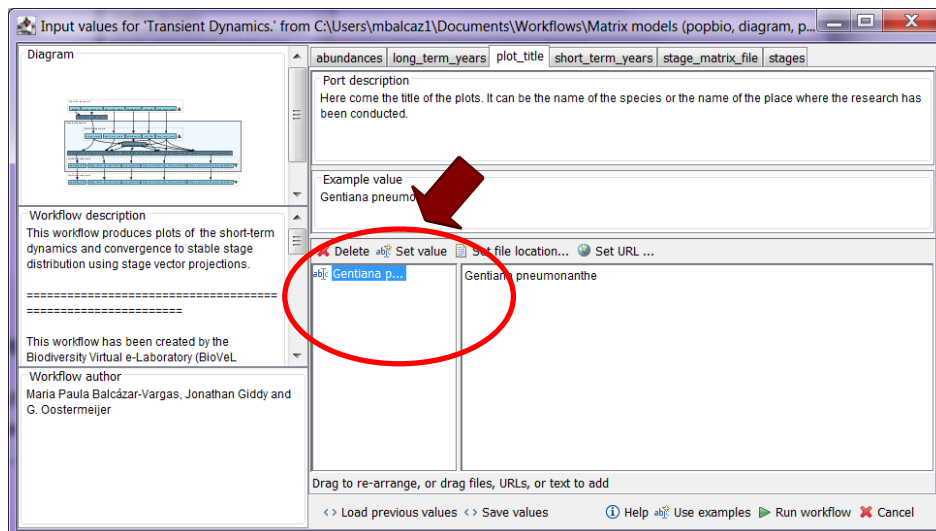 Input values for 'Transient Dynamics.' from C:\Users\mbalcaz1\Documents\Workflows\Matrix models (popbio, diagram, p...
Diagram
abundances long_term_years plot_title short_term_years stage_matrix_file stages
Port description
Here come the title of the plots. It can be the name of the species or the name of the place where the research has
been conducted.
Example value
Gentiana pneumo
Workflow description
This workflow produces plots of the short-term
dynamics and convergence to stable stage
distribution using stage vector projections.
=====================================
=======================
This workflow has been created by the
Biodiversity Virtual e-Laboratory (BioVeL
Workflow author
Maria Paula Balcázar-Vargas, Jonathan Giddy and
G. Oostermeijer
Delete Set value Set file location... Set URL ...
Gentiana p...
Gentiana pneumonanthe
Drag to re-arrange, or drag files, URLs, or text to add
Load previous values Save values Help Use examples Run workflow Cancel